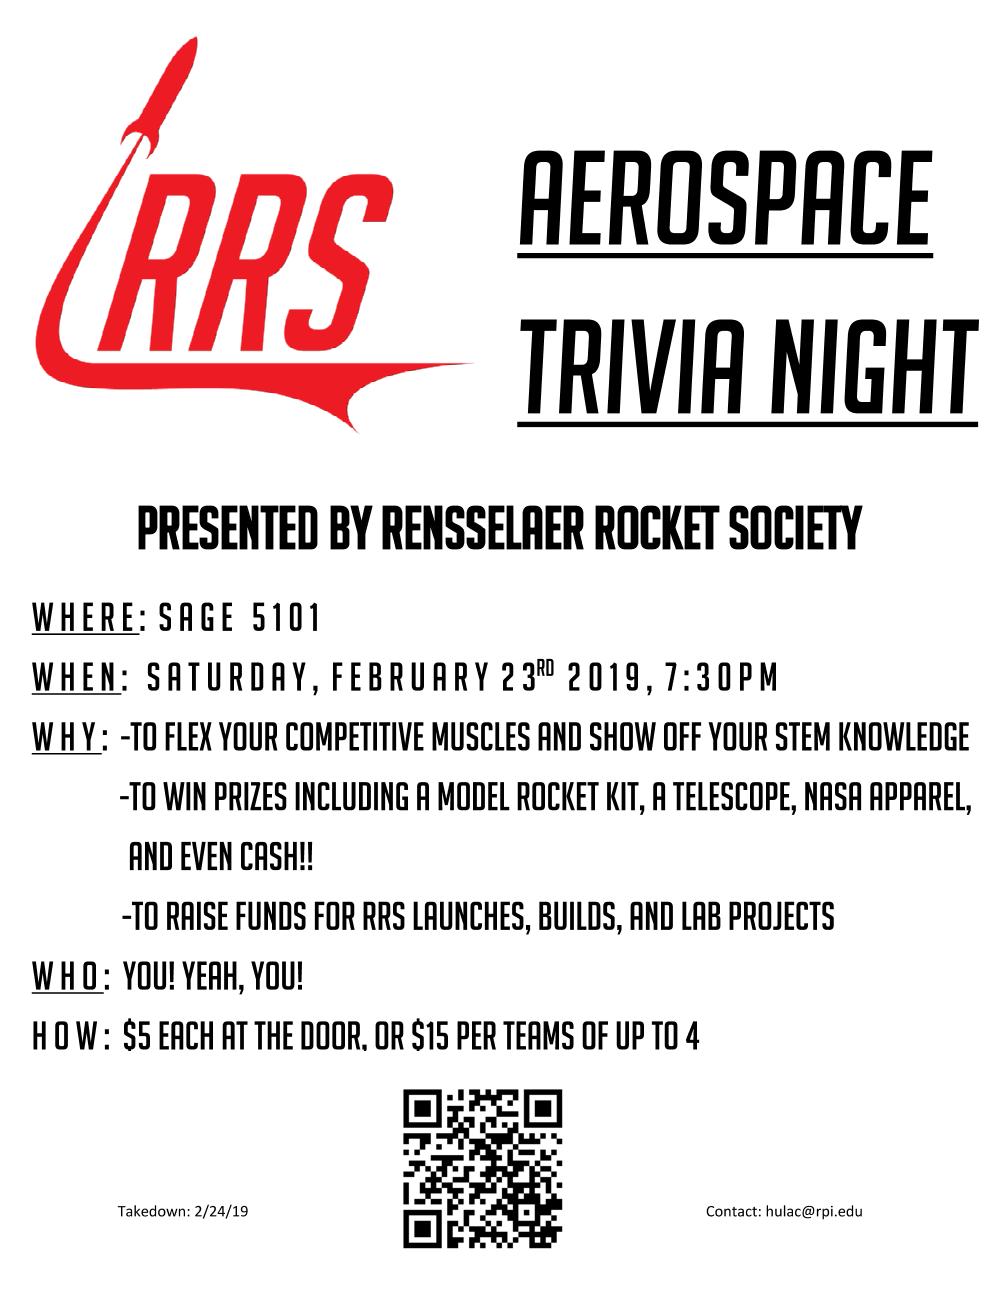 RRS
AEROSPACE
TRIVIA NIGHT
PRESENTED BY RENSSELAER ROCKET SOCIETY
WHERE: SAGE 5101
WHEN: SATURDAY, FEBRUARY 23RD 2019, 7:30PM
WHY: -TO FLEX YOUR COMPETITIVE MUSCLES AND SHOW OFF YOUR STEM KNOWLEDGE
-TO WIN PRIZES INCLUDING A MODEL ROCKET KIT, A TELESCOPE, NASA APPAREL,
AND EVEN CASH!!
-TO RAISE FUNDS FOR RRS LAUNCHES, BUILDS, AND LAB PROJECTS
WHO: YOU! YEAH, YOU!
HOW: $5 EACH AT THE DOOR, OR $15 PER TEAMS OF UP TO 4
Takedown: 2/24/19
Contact: hulac@rpi.edu